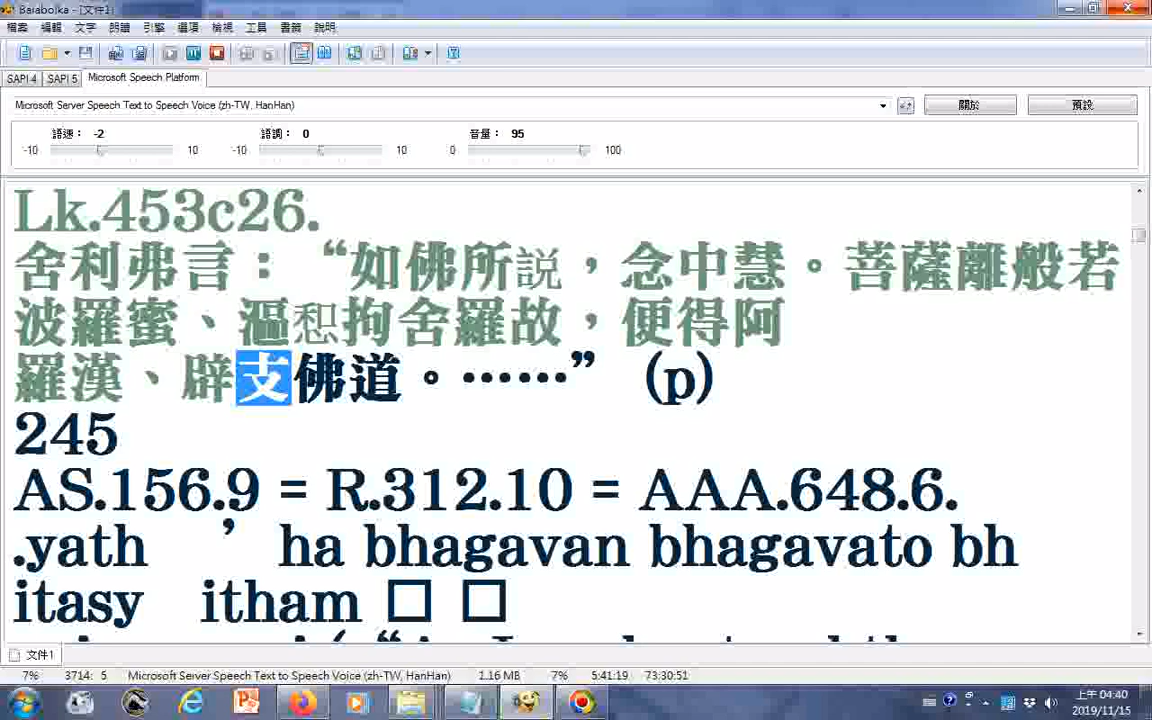 Balabolka - [文件1]
檔案 編輯 文字 朗讀 引擎 選項 檢視 工具 書籤 說明
SAPI 4 SAPI 5 Microsoft Speech Platform
Microsoft Server Speech Text to Speech Voice (zh-TW, HanHan) 關於 預設
語速： -2 語調： 0 音量： 95
-10 10 -10 10 0 100
Lk.453c26.
舍利弗言：“如佛所説，念中慧。菩薩離般若
波羅蜜、漚惒拘舍羅故，便得阿
羅漢、辟支佛道。······” (p)
245
AS.156.9 = R.312.10 = AAA.648.6.
.yath ’ ha bhagavan bhagavato bh
itasy itham □ □
文件1
7% 3714: 5 Microsoft Server Speech Text to Speech Voice (zh-TW, HanHan) 1.16 MB 7% 5:41:19 73:30:51
上午 04:40
2019/11/15